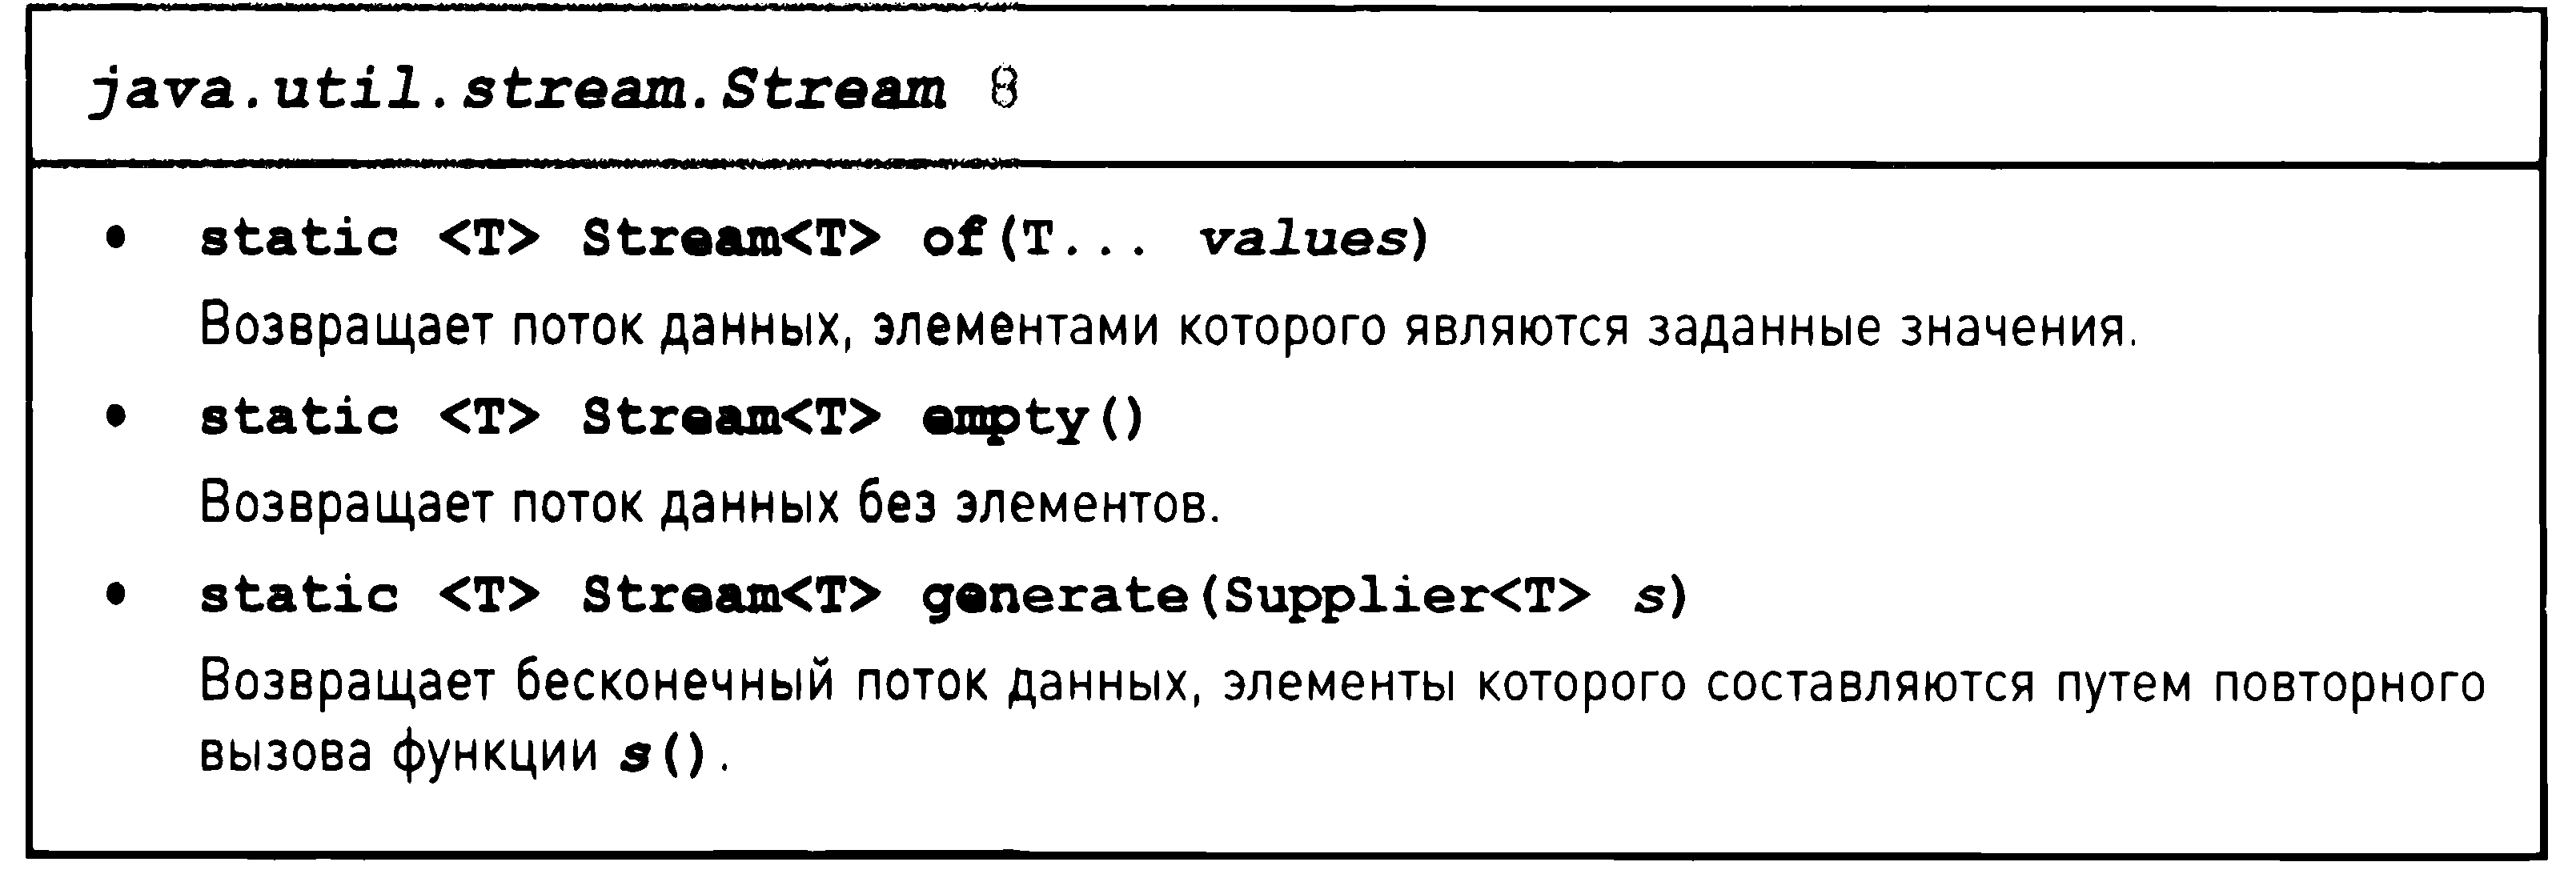 java.util.stream.Stream 8
• static <T> Stream<T> of(T... values)
Возвращает поток данных, элементами которого являются заданные значения.
• static <T> Stream<T> empty()
Возвращает поток данных без элементов.
• static <T> Stream<T> generate(Supplier<T> s)
Возвращает бесконечный поток данных, элементы которого составляются путем повторного
вызова функции s().